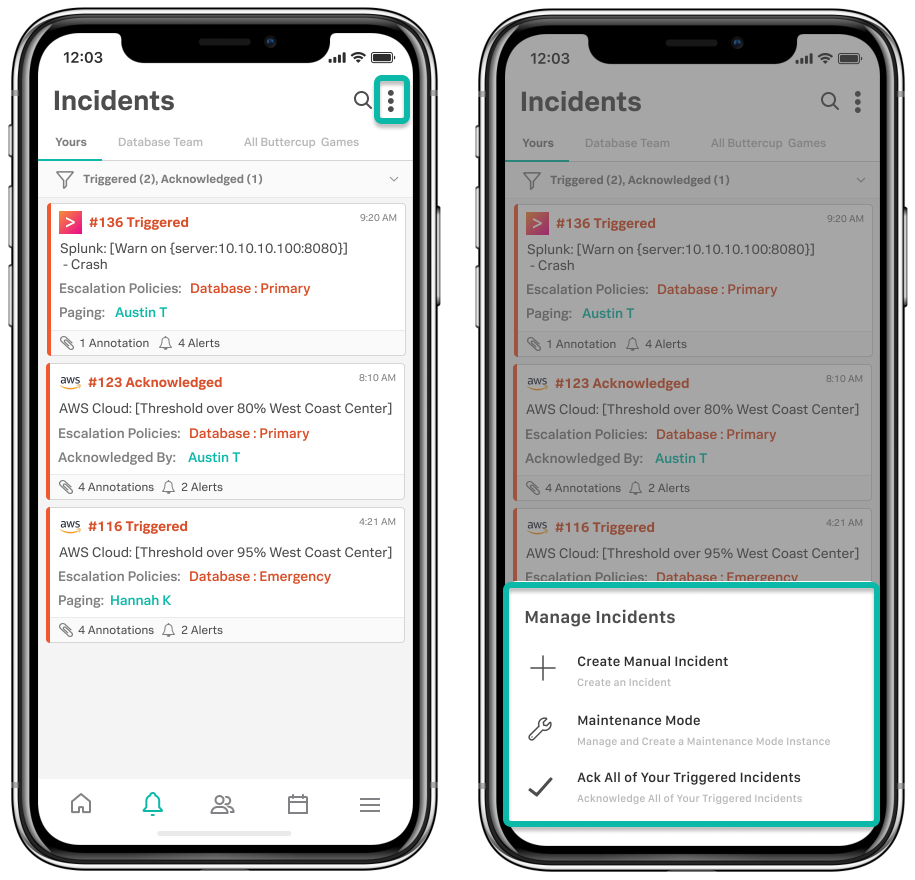 12:03
Incidents
Yours
Database Team
All Buttercup Games
Triggered (2), Acknowledged (1)
#136 Triggered
9:20 AM
Splunk: [Warn on {server:10.10.10.100:8080}]
- Crash
Escalation Policies: Database : Primary
Paging: Austin T
1 Annotation
4 Alerts
aws
#123 Acknowledged
8:10 AM
AWS Cloud: [Threshold over 80% West Coast Center]
Escalation Policies: Database : Primary
Acknowledged By: Austin T
4 Annotations
2 Alerts
aws
#116 Triggered
4:21 AM
AWS Cloud: [Threshold over 95% West Coast Center]
Escalation Policies: Database : Emergency
Paging: Hannah K
4 Annotations
2 Alerts
12:03
Incidents
Yours
Database Team
All Buttercup Games
Triggered (2), Acknowledged (1)
#136 Triggered
9:20 AM
Splunk: [Warn on {server:10.10.10.100:8080}]
- Crash
Escalation Policies: Database : Primary
Paging: Austin T
1 Annotation
4 Alerts
aws
#123 Acknowledged
8:10 AM
AWS Cloud: [Threshold over 80% West Coast Center]
Escalation Policies: Database : Primary
Acknowledged By: Austin T
4 Annotations
2 Alerts
aws
#116 Triggered
4:21 AM
AWS Cloud: [Threshold over 95% West Coast Center]
Escalation Policies: Database : Emergency
Manage Incidents
Create Manual Incident
Create an Incident
Maintenance Mode
Manage and Create a Maintenance Mode Instance
Ack All of Your Triggered Incidents
Acknowledge All of Your Triggered Incidents